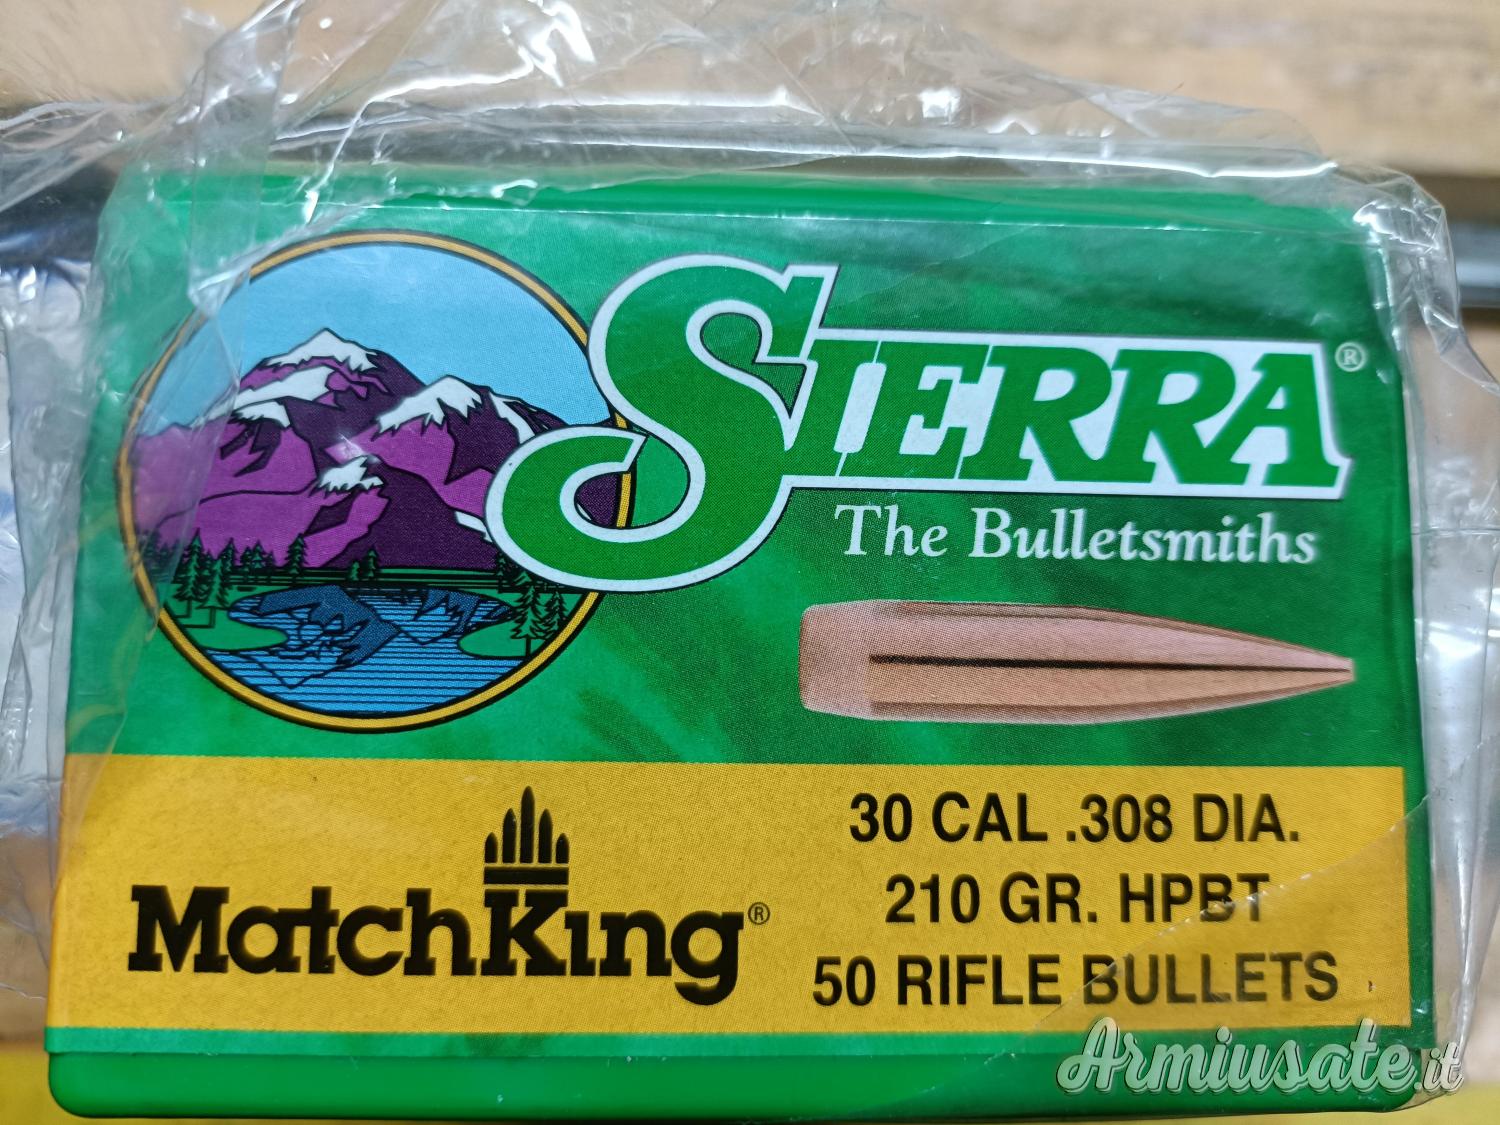 SIERRA®
The Bulletsmiths
MatchKing®
30 CAL .308 DIA.
210 GR. HPBT
50 RIFLE BULLETS
Armiusate.it